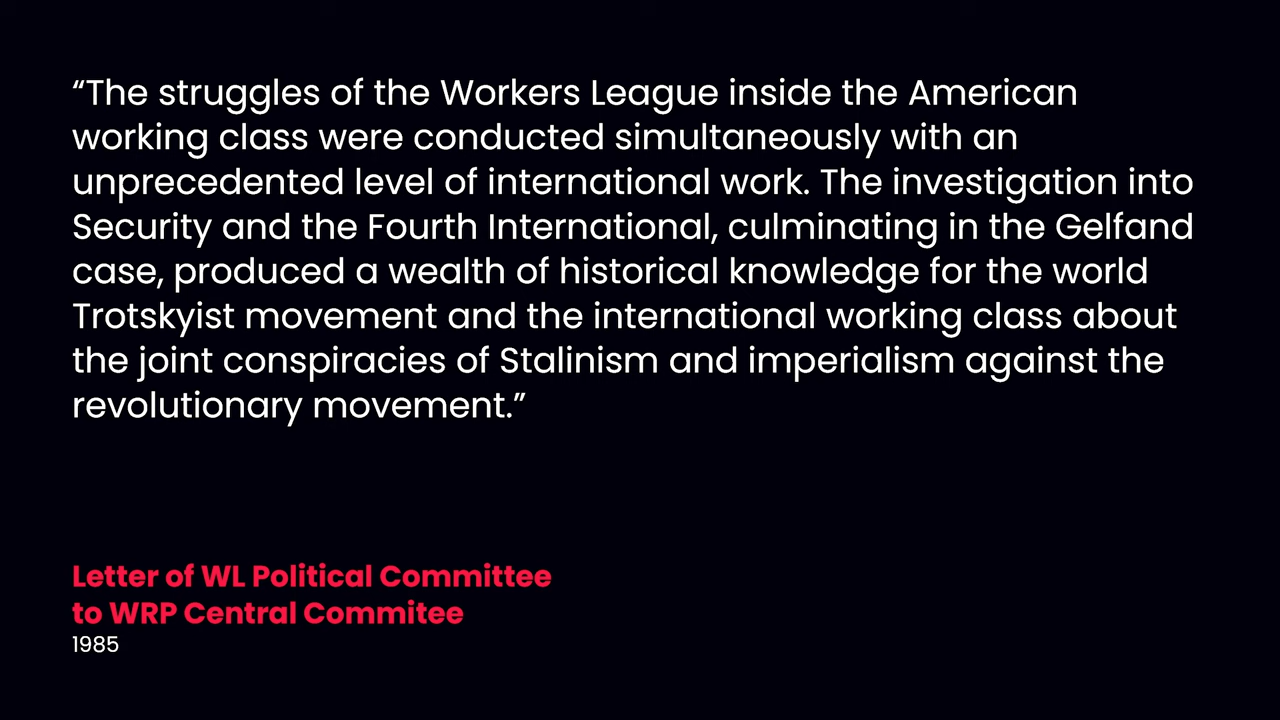 “The struggles of the Workers League inside the American
working class were conducted simultaneously with an
unprecedented level of international work. The investigation into
Security and the Fourth International, culminating in the Gelfand
case, produced a wealth of historical knowledge for the world
Trotskyist movement and the international working class about
the joint conspiracies of Stalinism and imperialism against the
revolutionary movement.”
Letter of WL Political Committee
to WRP Central Commitee
1985